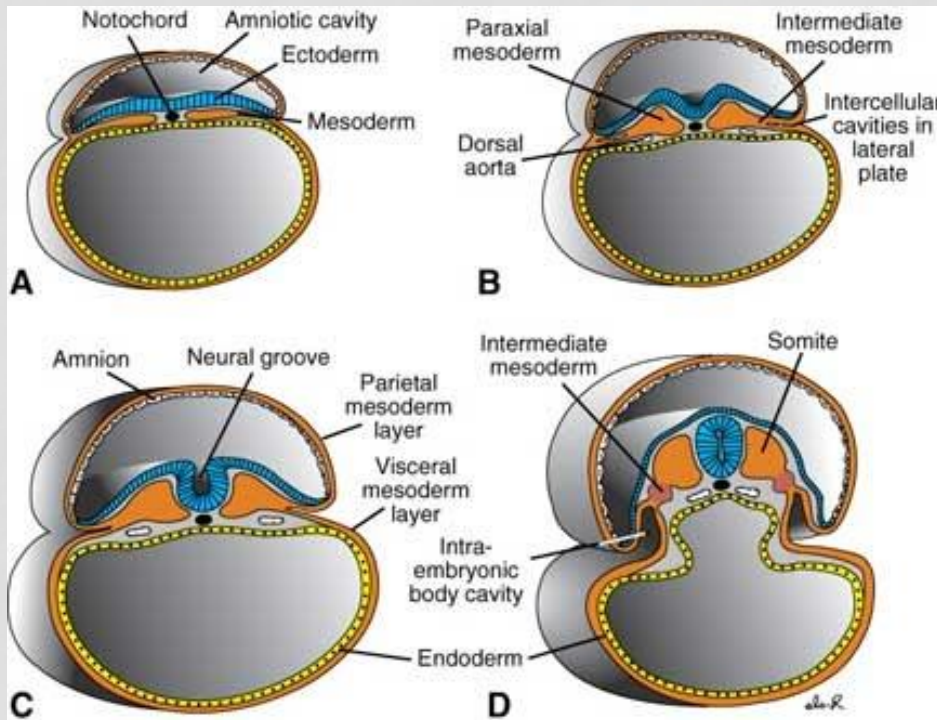 Notochord
Amniotic cavity
Ectoderm
Mesoderm
A
Paraxial
mesoderm
Intermediate
mesoderm
Dorsal
aorta
Intercellular
cavities in
lateral
plate
B
Amnion
Neural groove
Parietal
mesoderm
layer
Visceral
mesoderm
layer
Endoderm
C
Intermediate
mesoderm
Somite
Intra-
embryonic
body cavity
D